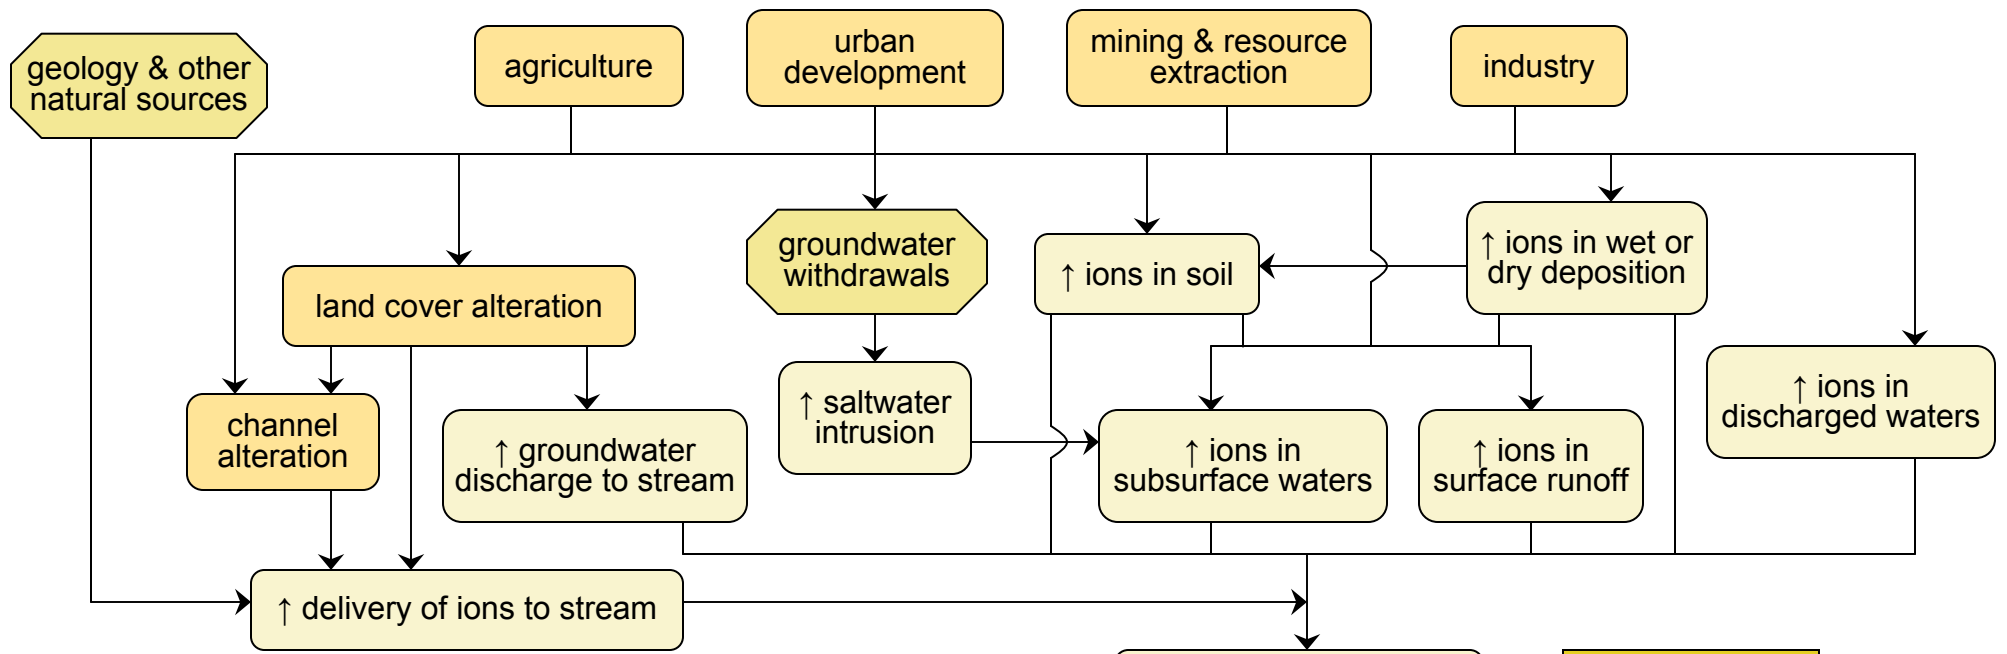 geology & other
natural sources
agriculture
urban
development
mining & resource
extraction
industry
groundwater
withdrawals
↑ ions in soil
↑ ions in wet or
dry deposition
land cover alteration
↑ saltwater
intrusion
↑ ions in
discharged waters
channel
alteration
↑ groundwater
discharge to stream
↑ ions in
subsurface waters
↑ ions in
surface runoff
↑ delivery of ions to stream